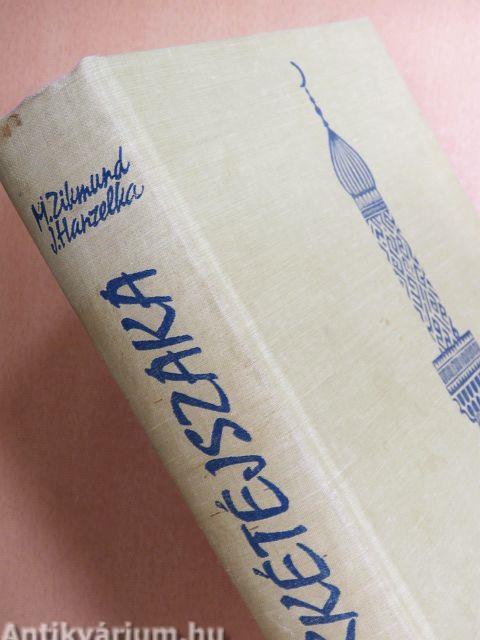 M. Zikmund
J. Hanzelka
KÉTÉJSZAKA
Antikvárium.hu